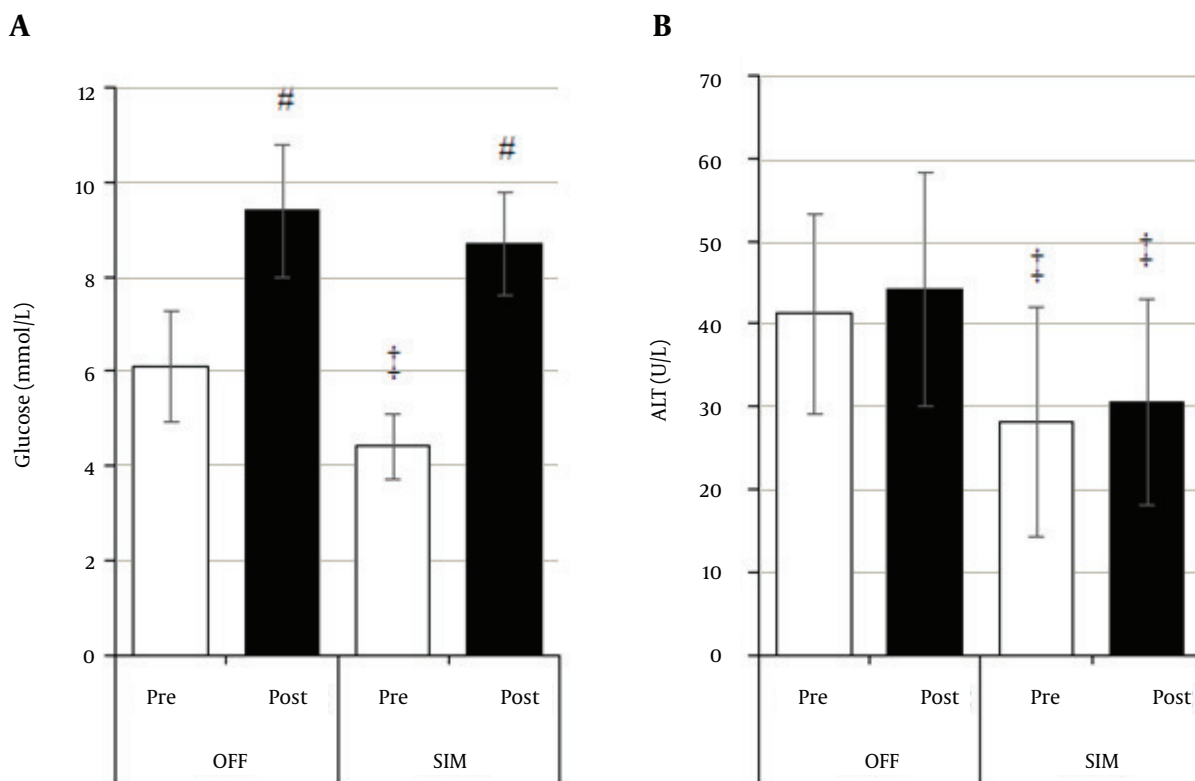 A
Glucose (mmol/L)
12
10
8
6
4
2
0
#
‡
#
Pre
Post
Pre
Post
OFF
SIM
B
ALT (U/L)
70
60
50
40
30
20
10
0
‡
‡
Pre
Post
Pre
Post
OFF
SIM